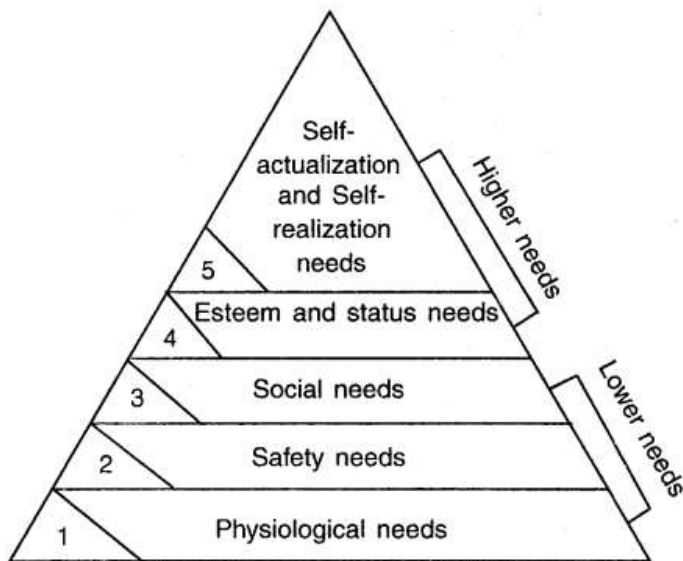 Self-
actualization
and Self-
realization
needs
5
Higher needs
Esteem and status needs
4
Social needs
3
Lower needs
Safety needs
2
Physiological needs
1